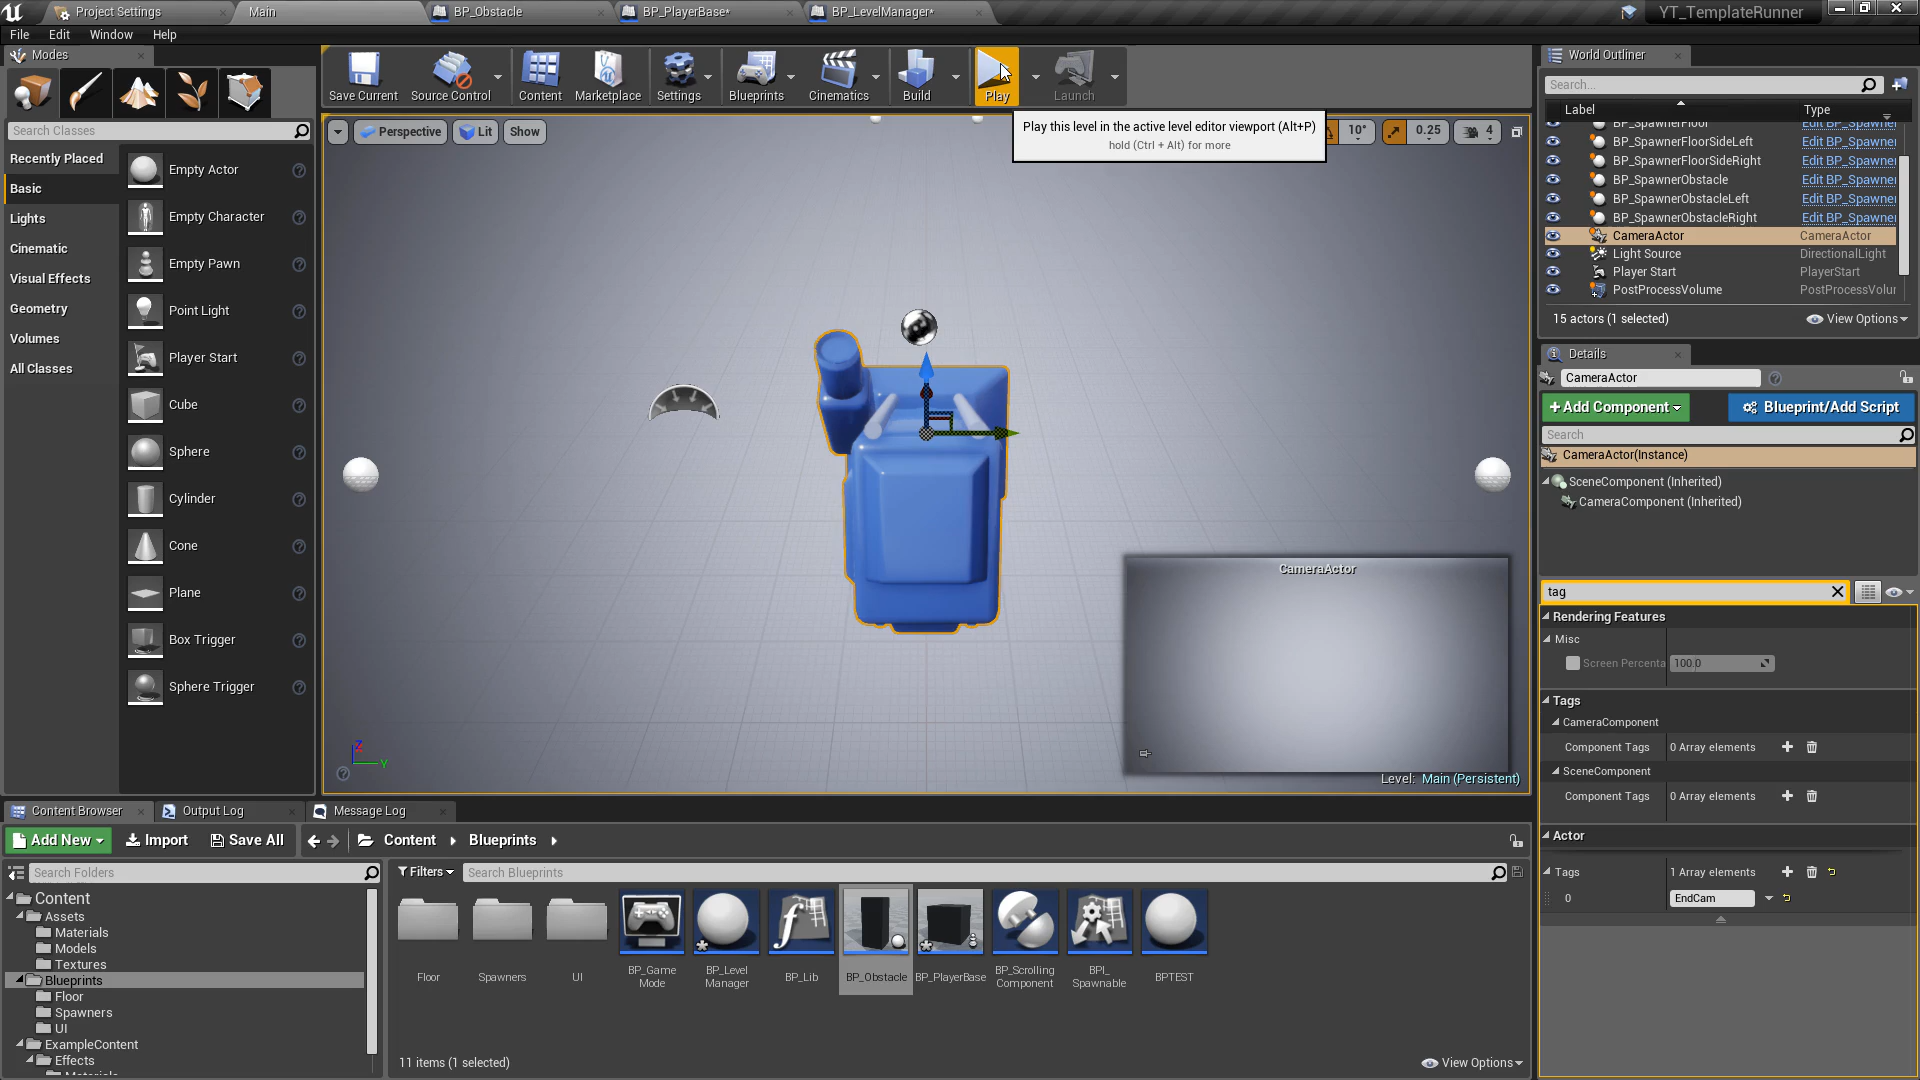 Project Settings
Main
BP_Obstacle
BP_PlayerBase*
BP_LevelManager*
YT_TemplateRunner
File Edit Window Help
Modes
Search Classes
Recently Placed
Basic
Lights
Cinematic
Visual Effects
Geometry
Volumes
All Classes
Empty Actor
Empty Character
Empty Pawn
Point Light
Player Start
Cube
Sphere
Cylinder
Cone
Plane
Box Trigger
Sphere Trigger
Save Current
Source Control
Content
Marketplace
Settings
Blueprints
Cinematics
Build
Play
Launch
Perspective
Lit
Show
10°
0.25
4
Play this level in the active level editor viewport (Alt+P)
hold (Ctrl + Alt) for more
CameraActor
Level: Main (Persistent)
Z
Y
World Outliner
Search...
Label Type
BP_SpawnerFloor Edit BP_Spawner
BP_SpawnerFloorSideLeft Edit BP_Spawner
BP_SpawnerFloorSideRight Edit BP_Spawner
BP_SpawnerObstacle Edit BP_Spawner
BP_SpawnerObstacleLeft Edit BP_Spawner
BP_SpawnerObstacleRight Edit BP_Spawner
CameraActor CameraActor
Light Source DirectionalLight
Player Start PlayerStart
PostProcessVolume PostProcessVolur
15 actors (1 selected)
View Options
Details
CameraActor
+Add Component
Blueprint/Add Script
Search
CameraActor(Instance)
SceneComponent (Inherited)
CameraComponent (Inherited)
tag
Rendering Features
Misc
Screen Percenta 100.0
Tags
CameraComponent
Component Tags 0 Array elements
SceneComponent
Component Tags 0 Array elements
Actor
Tags 1 Array elements
0 EndCam
Content Browser
Output Log
Message Log
Add New
Import
Save All
Content
Blueprints
Search Folders
Filters
Search Blueprints
Content
Assets
Materials
Models
Textures
Blueprints
Floor
Spawners
UI
ExampleContent
Effects
Floor
Spawners
UI
BP_Game
Mode
BP_Level
Manager
BP_Lib
BP_Obstacle
BP_PlayerBase
BP_Scrolling
Component
BPI_
Spawnable
BPTEST
11 items (1 selected)
View Options